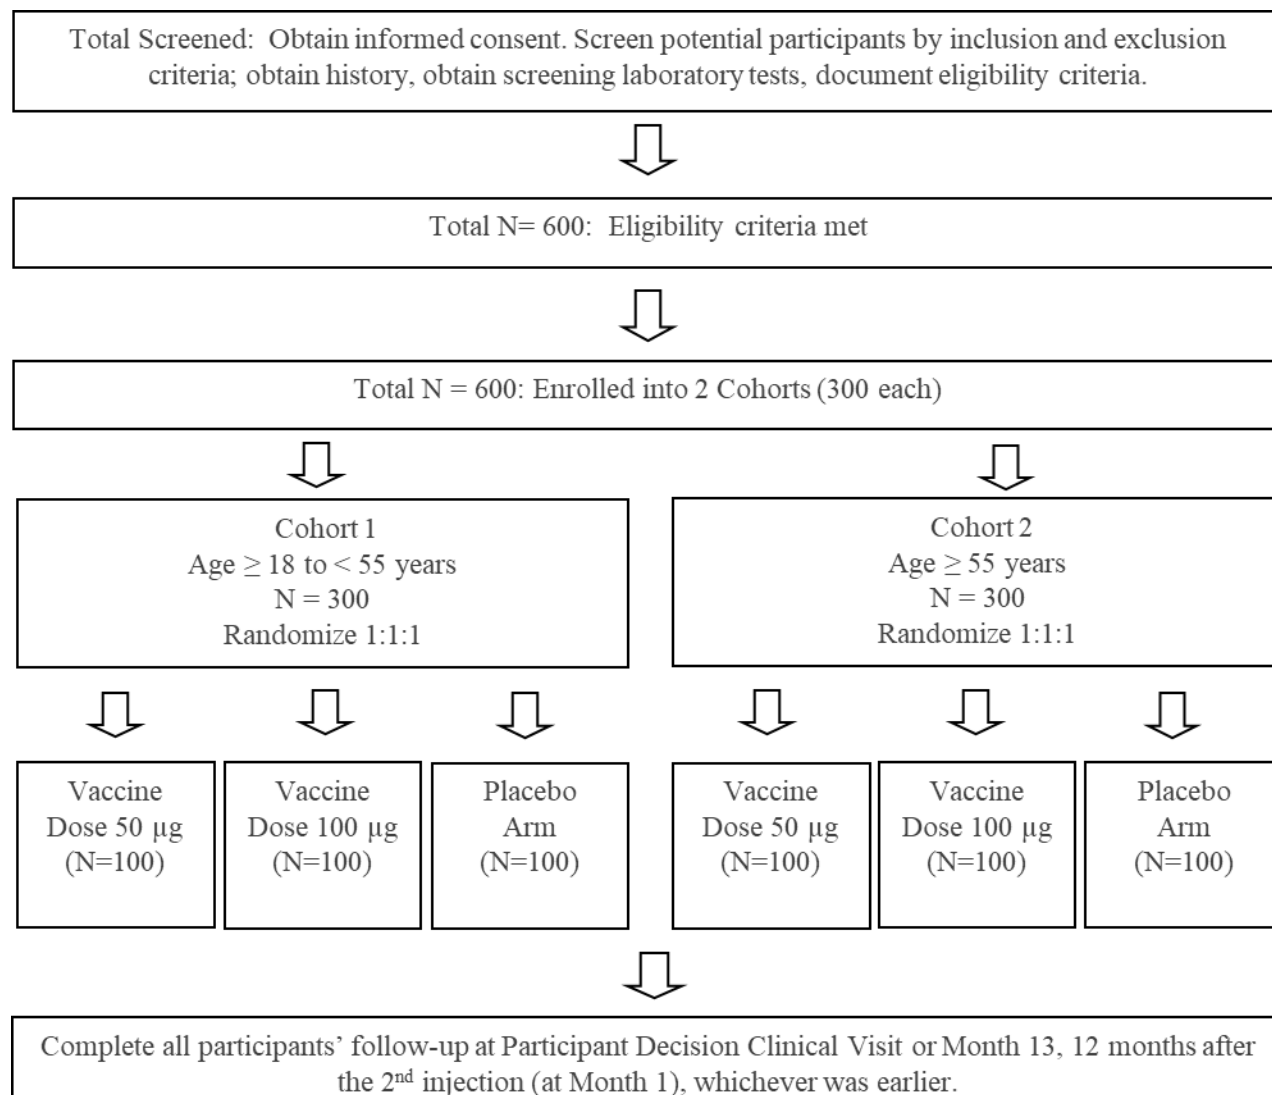 Total Screened: Obtain informed consent. Screen potential participants by inclusion and exclusion
criteria; obtain history, obtain screening laboratory tests, document eligibility criteria.
Total N= 600: Eligibility criteria met
Total N = 600: Enrolled into 2 Cohorts (300 each)
Cohort 1
Age ≥ 18 to < 55 years
N = 300
Randomize 1:1:1
Cohort 2
Age ≥ 55 years
N = 300
Randomize 1:1:1
Vaccine
Dose 50 µg
(N=100)
Vaccine
Dose 100 µg
(N=100)
Placebo
Arm
(N=100)
Vaccine
Dose 50 µg
(N=100)
Vaccine
Dose 100 µg
(N=100)
Placebo
Arm
(N=100)
Complete all participants’ follow-up at Participant Decision Clinical Visit or Month 13, 12 months after
the 2nd injection (at Month 1), whichever was earlier.